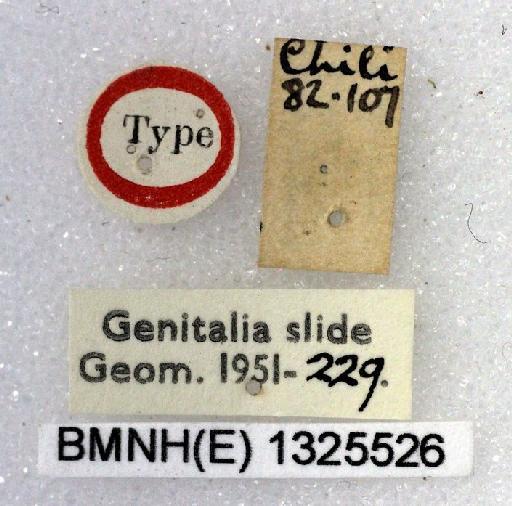 Type
Chili
82.107
Genitalia slide
Geom. 1951-229.
BMNH(E) 1325526